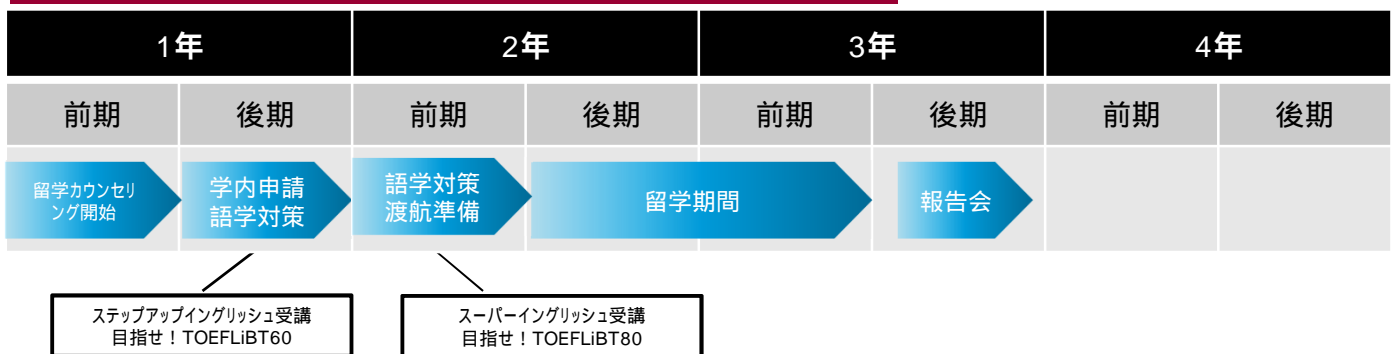 1年 2年 3年 4年
前期 後期 前期 後期 前期 後期 前期 後期
留学カウンセリ
ング開始
学内申請
語学対策
語学対策
渡航準備
留学期間
報告会
ステップアップイングリッシュ受講
目指せ！TOEFLiBT60
スーパーイングリッシュ受講
目指せ！TOEFLiBT80